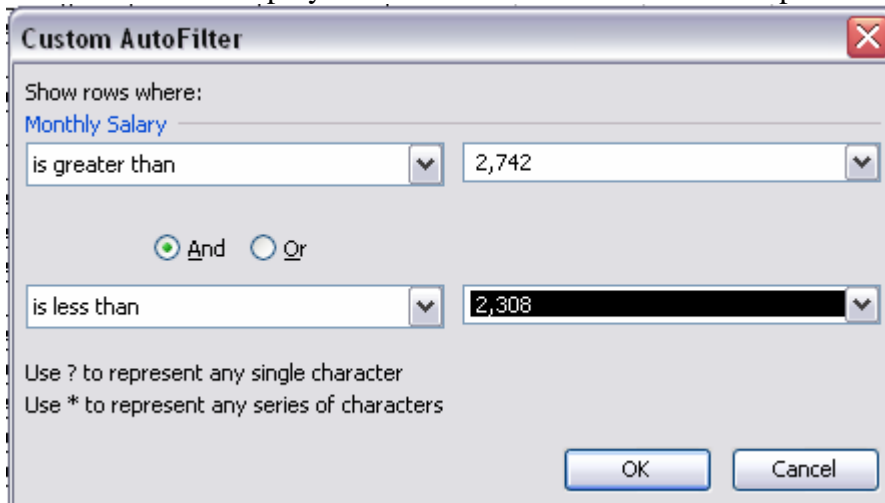 Custom AutoFilter
Show rows where:
Monthly Salary
is greater than 2,742
And Or
is less than 2,308
Use ? to represent any single character
Use * to represent any series of characters
OK Cancel